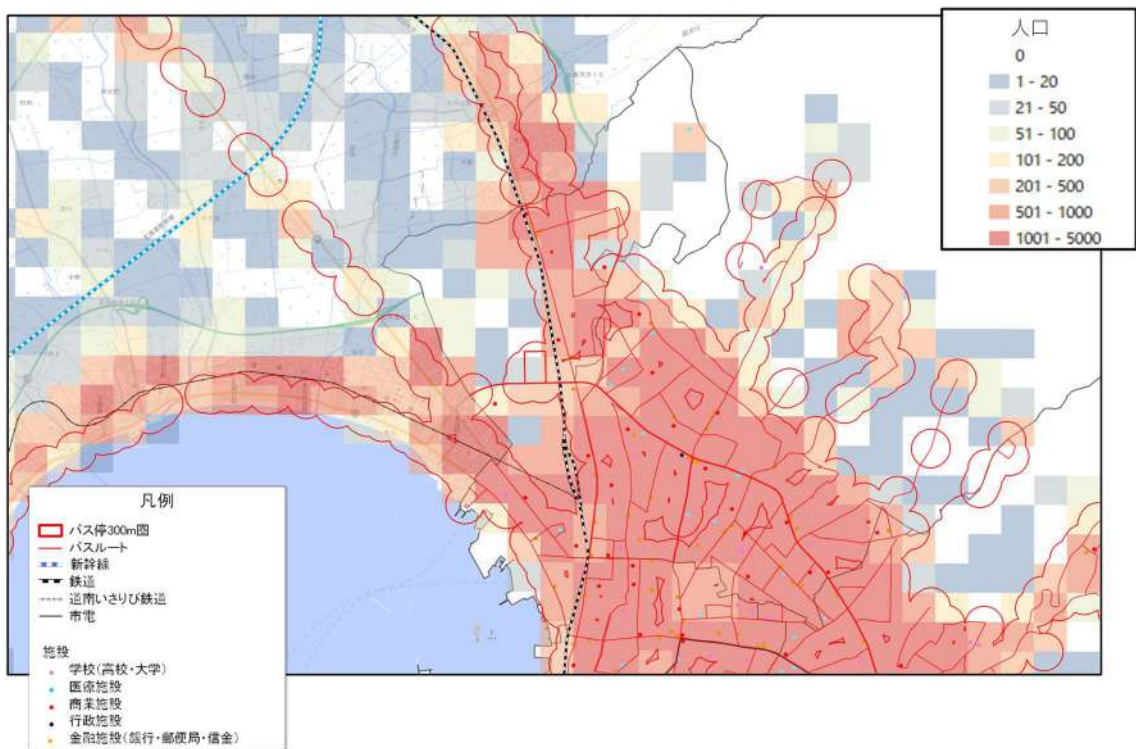 人口
0
1 - 20
21 - 50
51 - 100
101 - 200
201 - 500
501 - 1000
1001 - 5000
凡例
バス停300m圏
バスルート
新幹線
鉄道
道南いさりび鉄道
市電
施設
学校(高校・大学)
医療施設
商業施設
行政施設
金融施設(銀行・郵便局・信金)